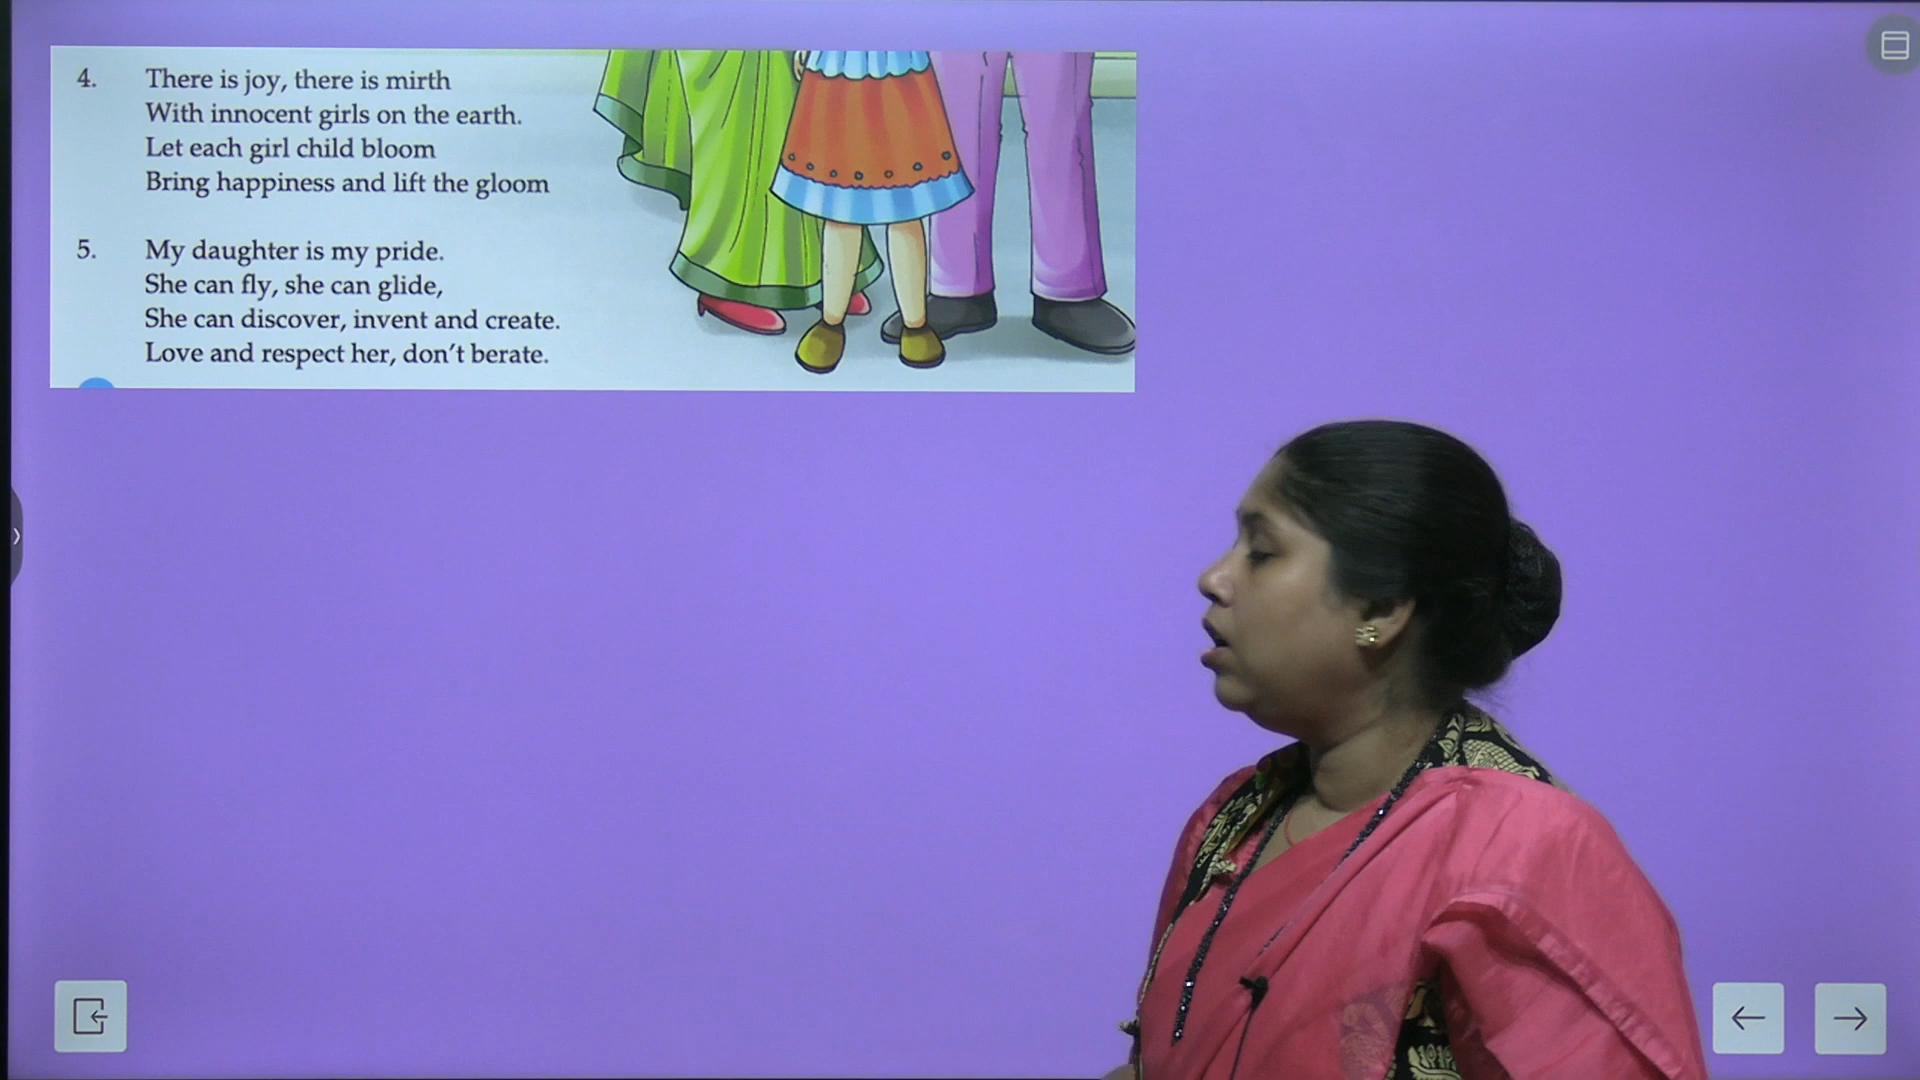 4. There is joy, there is mirth
With innocent girls on the earth.
Let each girl child bloom
Bring happiness and lift the gloom
5. My daughter is my pride.
She can fly, she can glide,
She can discover, invent and create.
Love and respect her, don't berate.